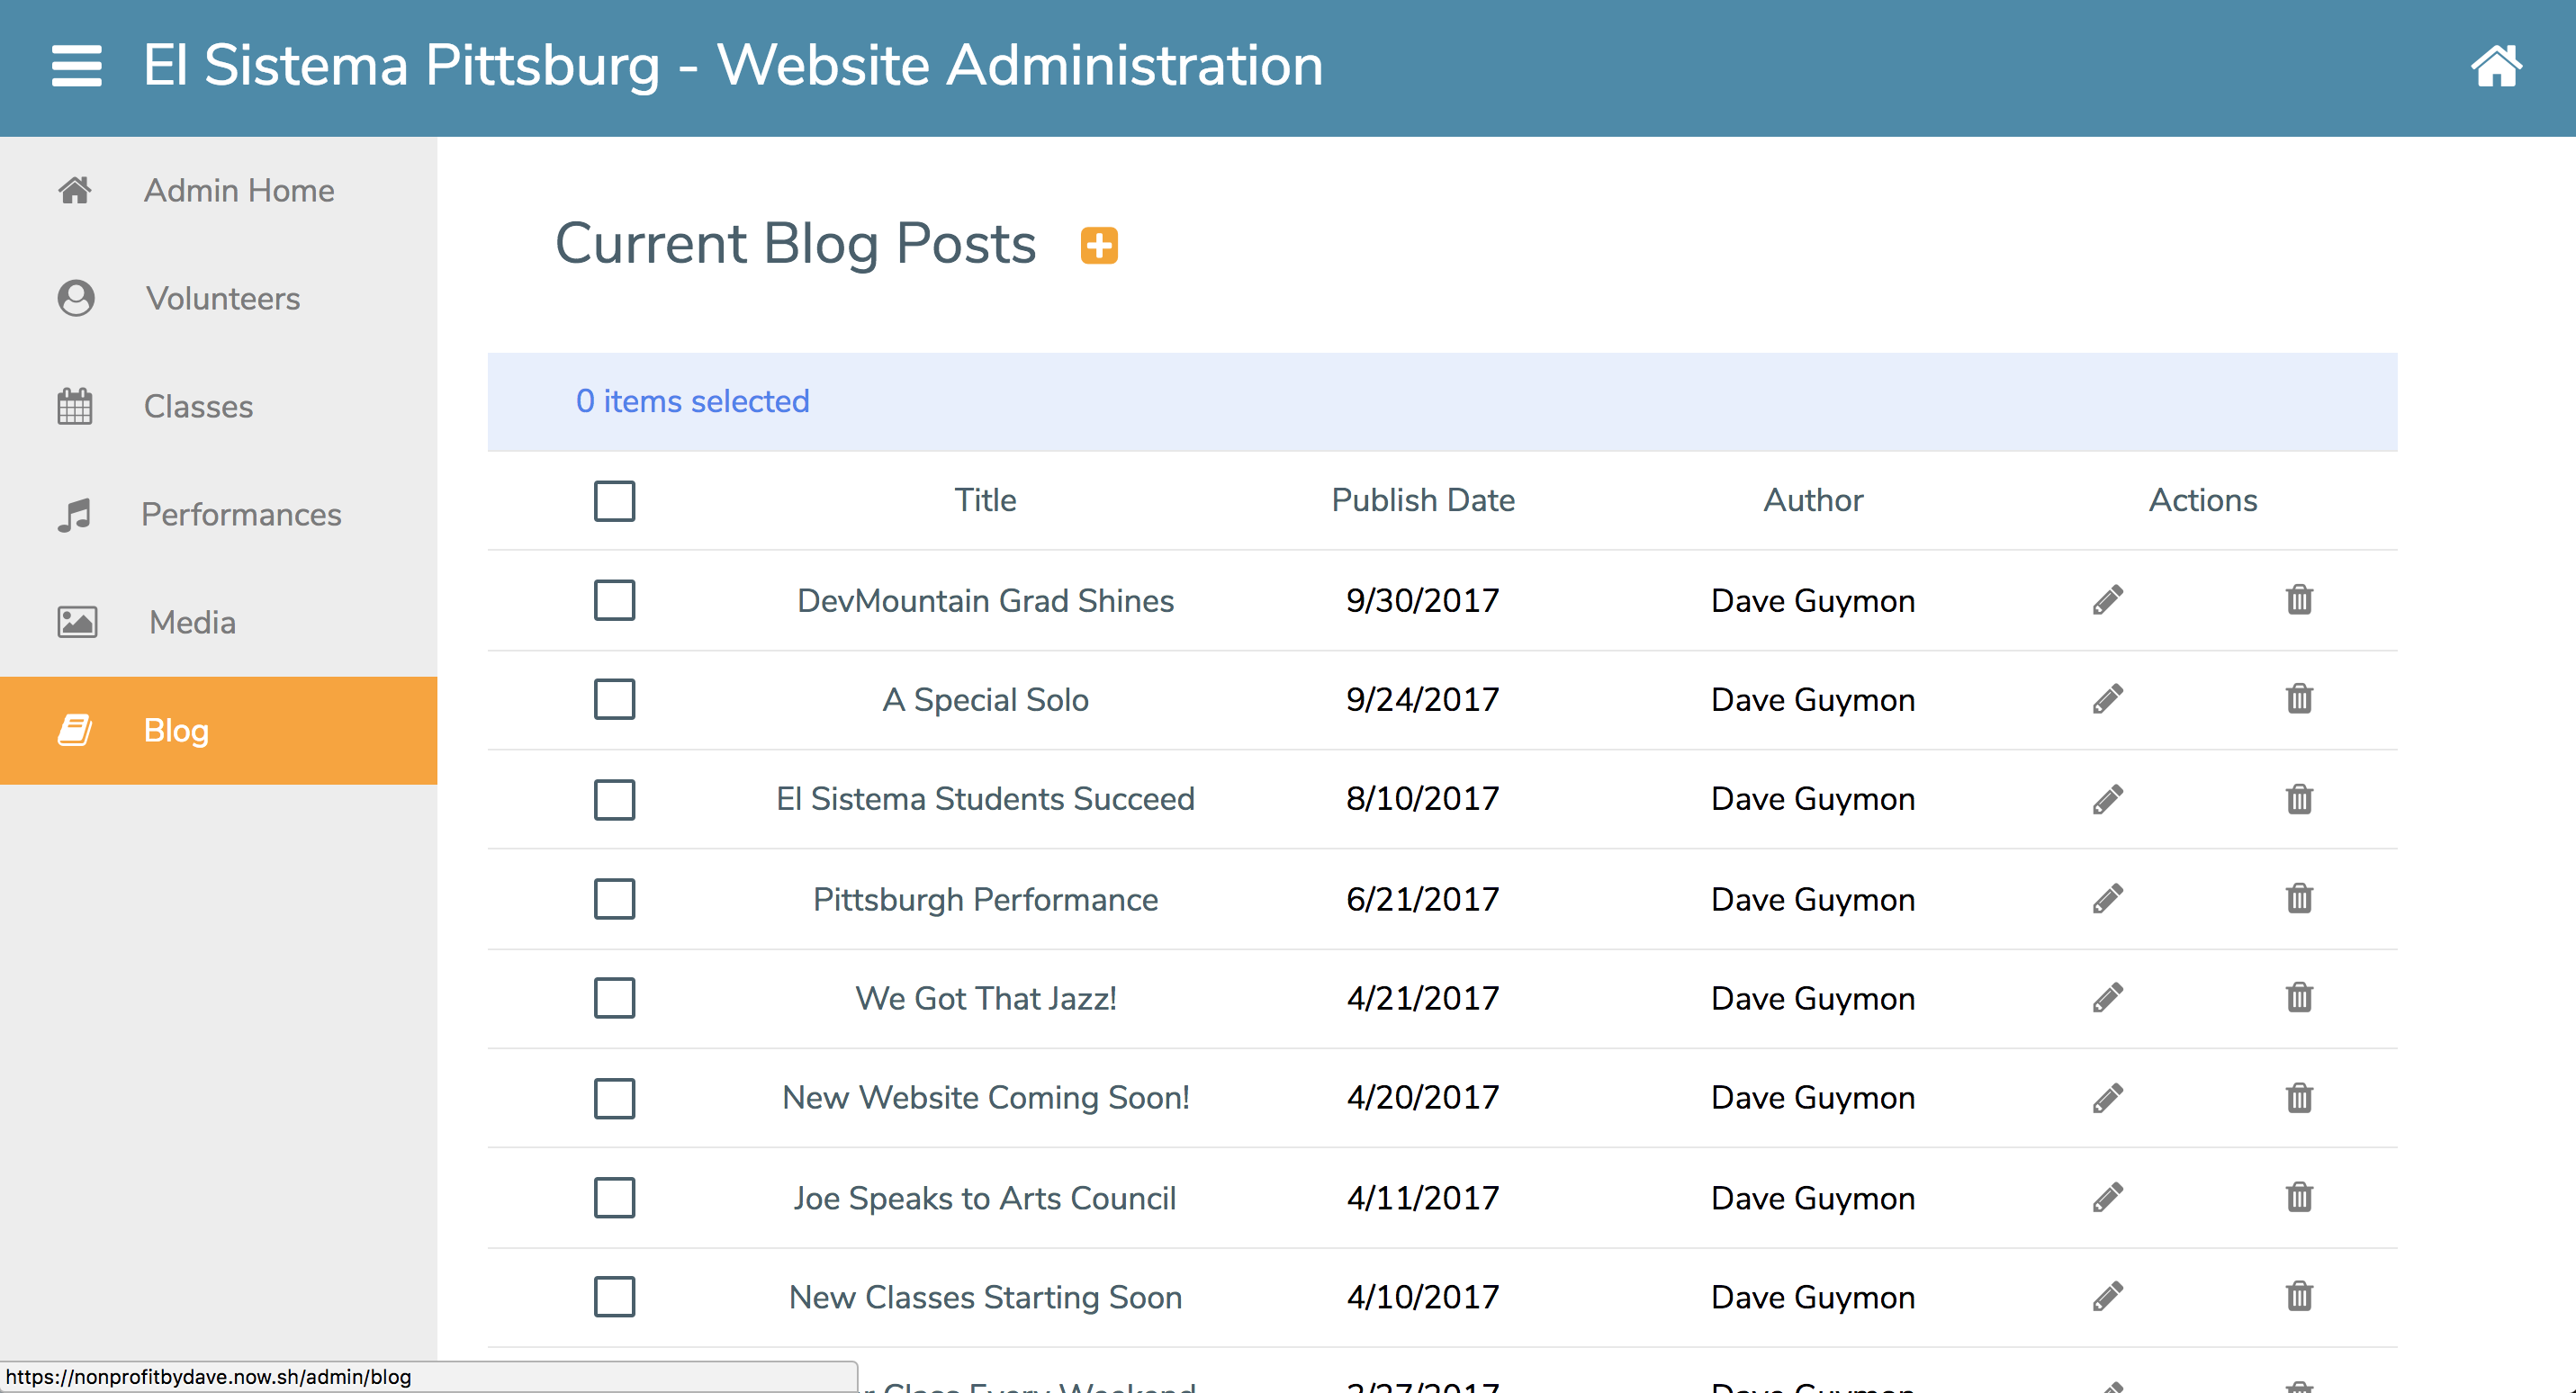 El Sistema Pittsburg - Website Administration
Admin Home
Volunteers
Classes
Performances
Media
Blog
Current Blog Posts
0 items selected
Title Publish Date Author Actions
DevMountain Grad Shines 9/30/2017 Dave Guymon
A Special Solo 9/24/2017 Dave Guymon
El Sistema Students Succeed 8/10/2017 Dave Guymon
Pittsburgh Performance 6/21/2017 Dave Guymon
We Got That Jazz! 4/21/2017 Dave Guymon
New Website Coming Soon! 4/20/2017 Dave Guymon
Joe Speaks to Arts Council 4/11/2017 Dave Guymon
New Classes Starting Soon 4/10/2017 Dave Guymon
Class Every Weekend 3/27/2017 Dave Guymon
https://nonprofitbydave.now.sh/admin/blog